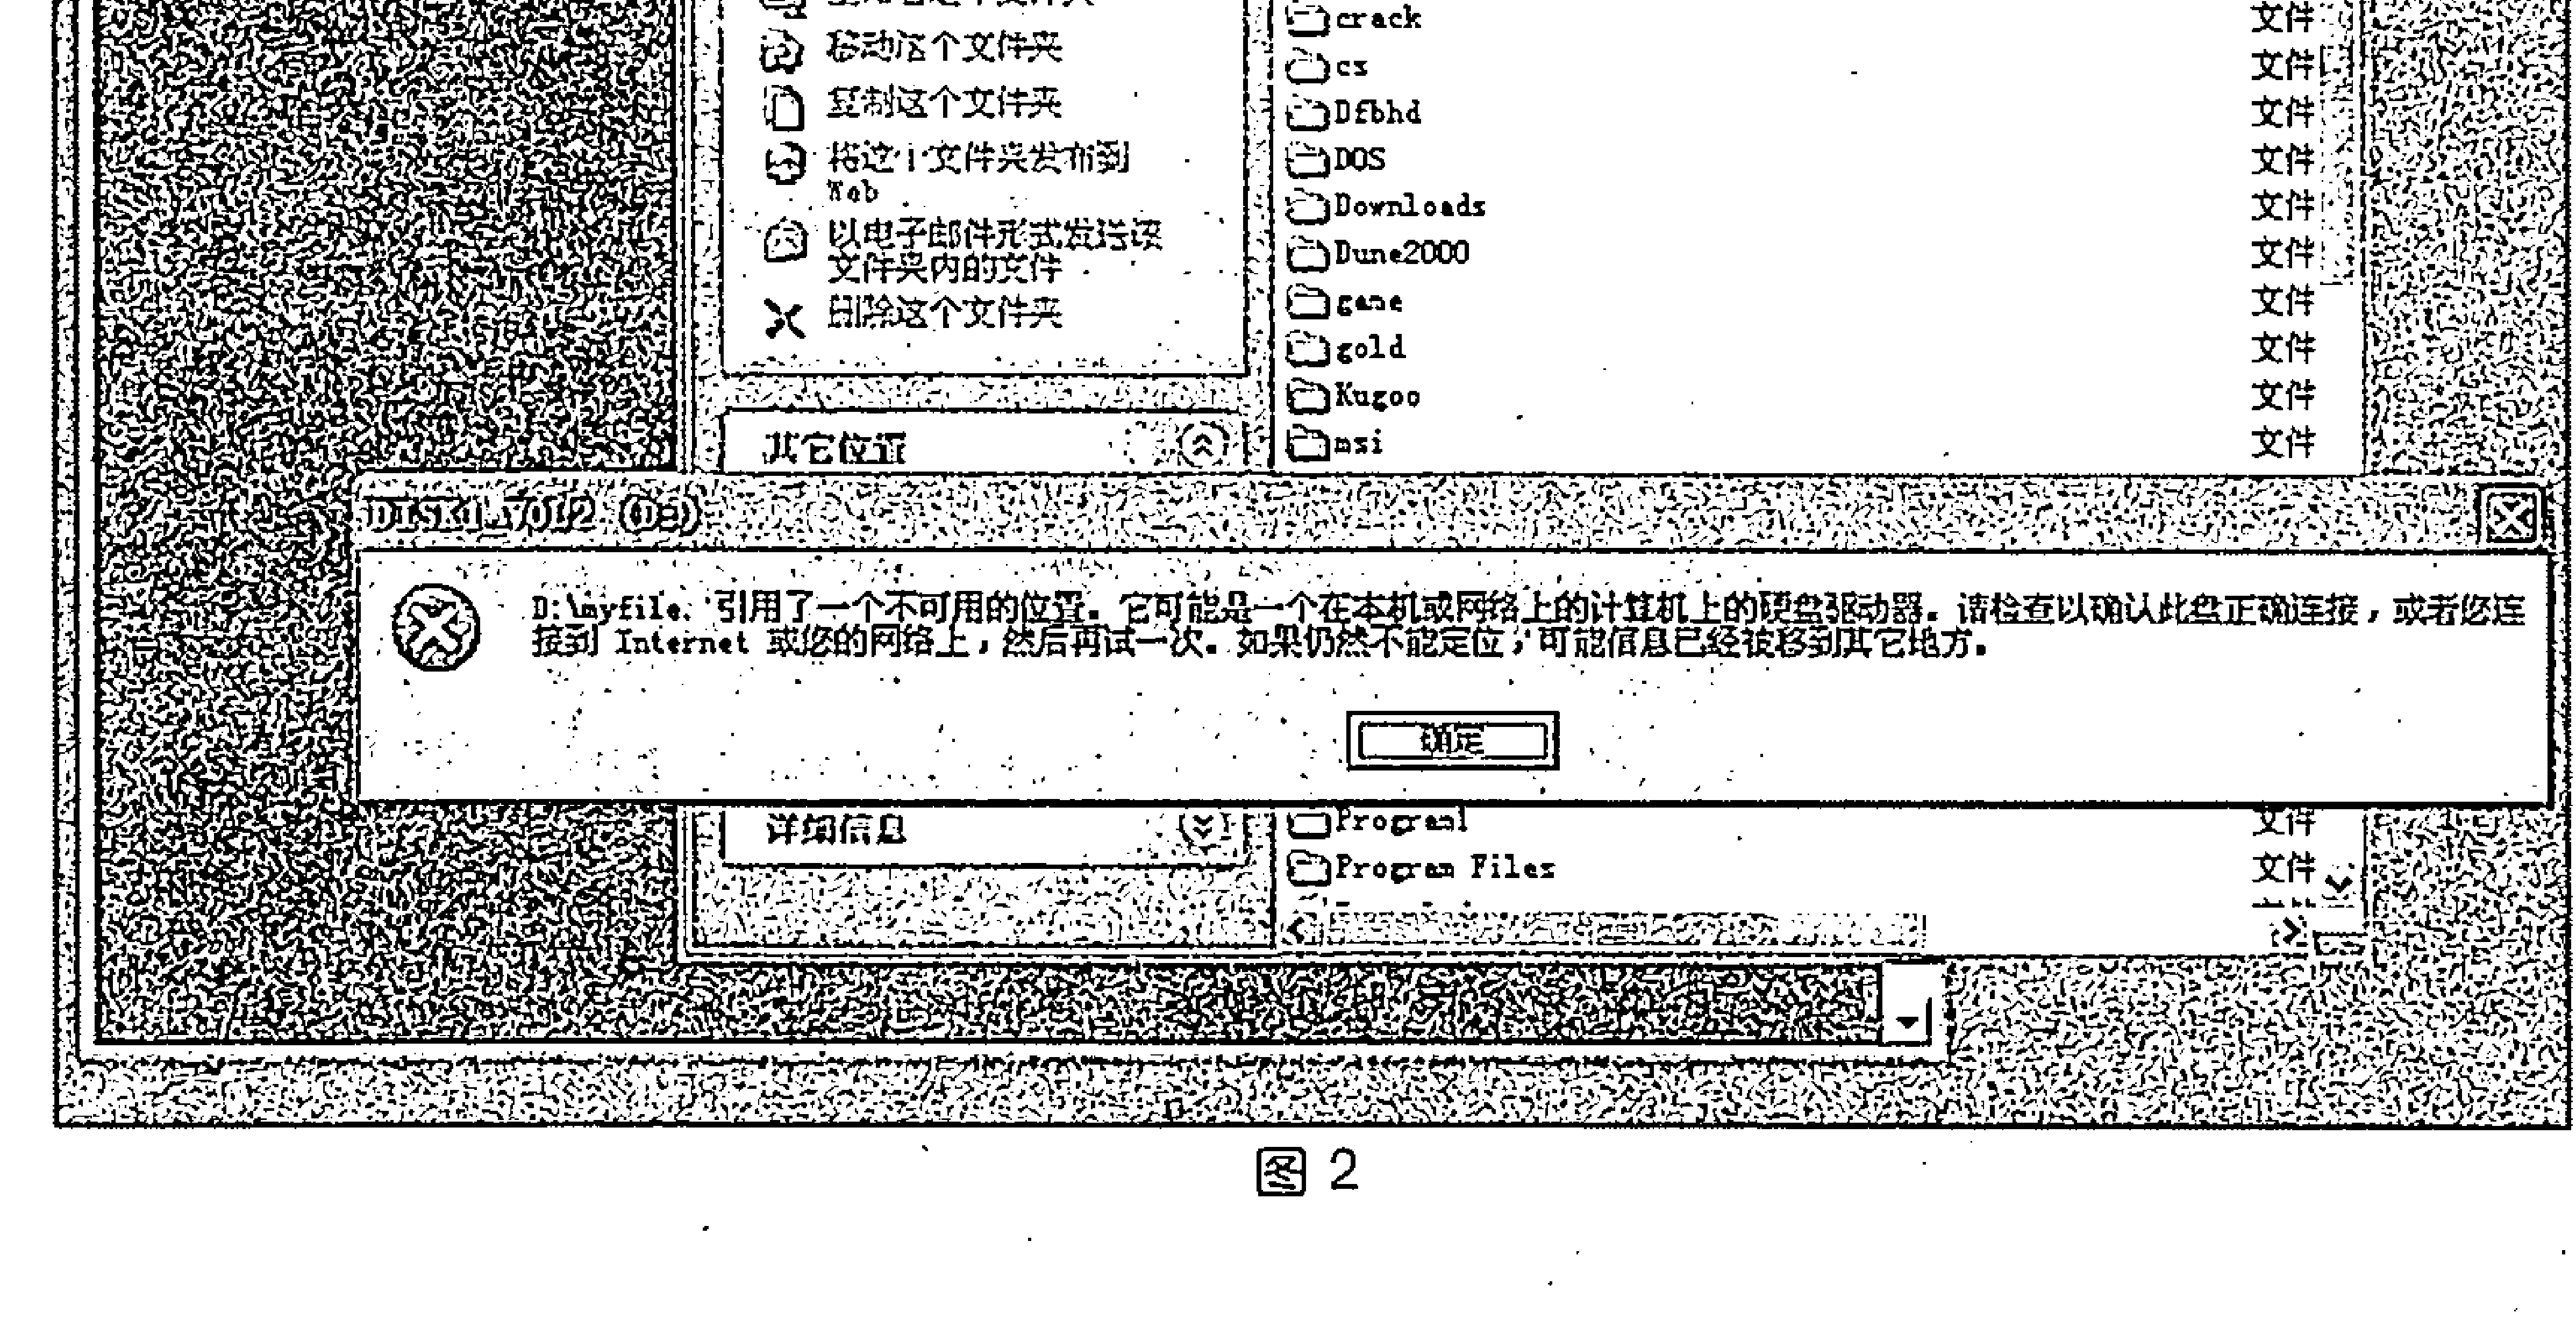 移动这个文件夹
复制这个文件夹
将这个文件夹发布到
Web
以电子邮件形式发送该
文件夹内的文件
删除这个文件夹
其它位置
crack 文件
cs 文件
Dfbhd 文件
DOS 文件
Downloads 文件
Dune2000 文件
game 文件
gold 文件
Kugoo 文件
msi 文件
DISK1_VOL2 (D:)
D:\myfile. 引用了一个不可用的位置。它可能是一个在本机或网络上的计算机上的硬盘驱动器。请检查以确认此盘正确连接，或者您连
接到 Internet 或您的网络上，然后再试一次。如果仍然不能定位，可能信息已经被移到其它地方。
确定
详细信息
Program1 文件
Program Files 文件
图 2